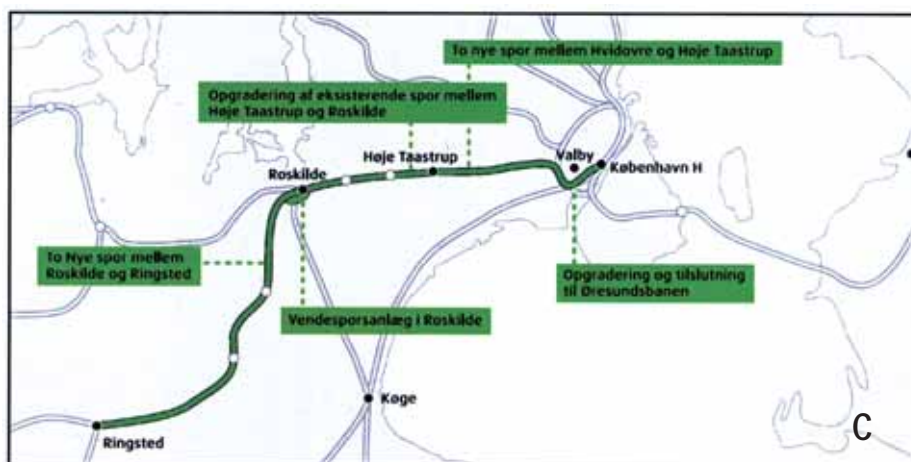 To nye spor mellem Hvidovre og Høje Taastrup
Opgradering af eksisterende spor mellem
Høje Taastrup og Roskilde
Valby
København H
Høje Taastrup
Roskilde
To Nye spor mellem
Roskilde og Ringsted
Opgradering og tilslutning
til Øresundsbanen
Vendesporsanlæg i Roskilde
Køge
Ringsted
C